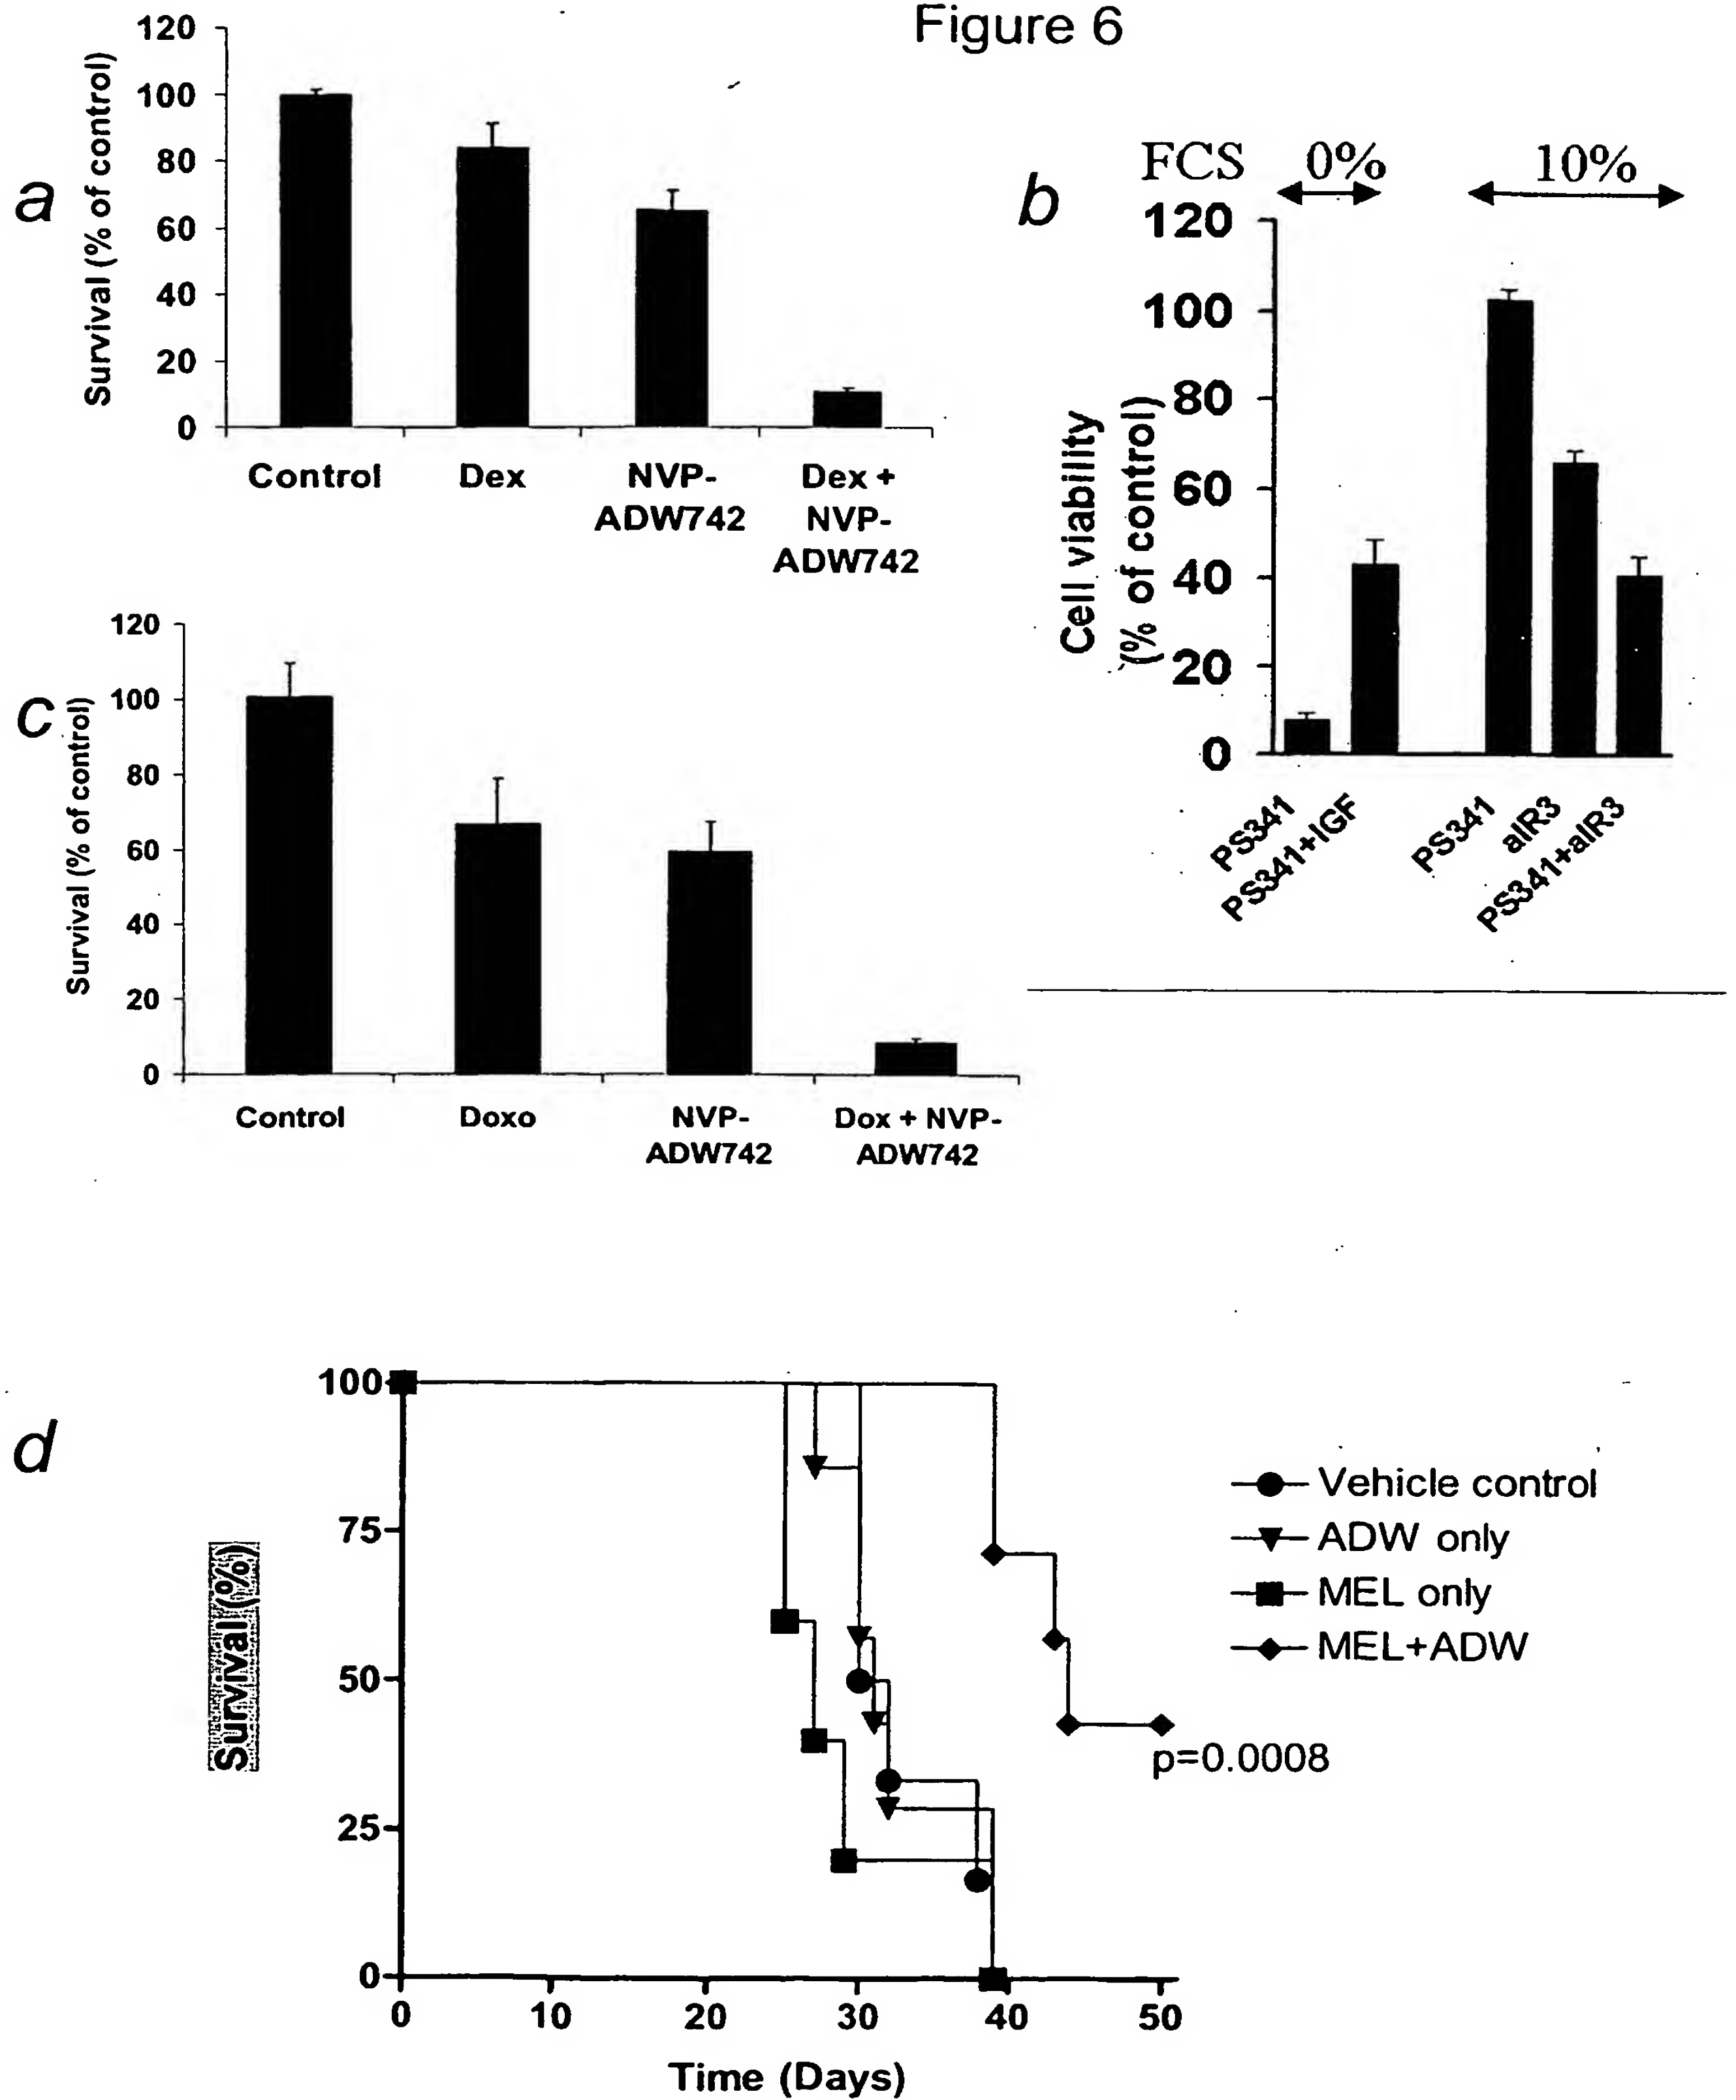 Figure 6
a
Survival (% of control)
120
100
80
60
40
20
0
Control
Dex
NVP-
ADW742
Dex +
NVP-
ADW742
b
FCS 0% 10%
Cell viability
(% of control)
120
100
80
60
40
20
0
PS341
PS341+IGF
PS341
aIR3
PS341+aIR3
c
Survival (% of control)
120
100
80
60
40
20
0
Control
Doxo
NVP-
ADW742
Dox + NVP-
ADW742
d
Survival (%)
100
75
50
25
0
0 10 20 30 40 50
Time (Days)
Vehicle control
ADW only
MEL only
MEL+ADW
p=0.0008